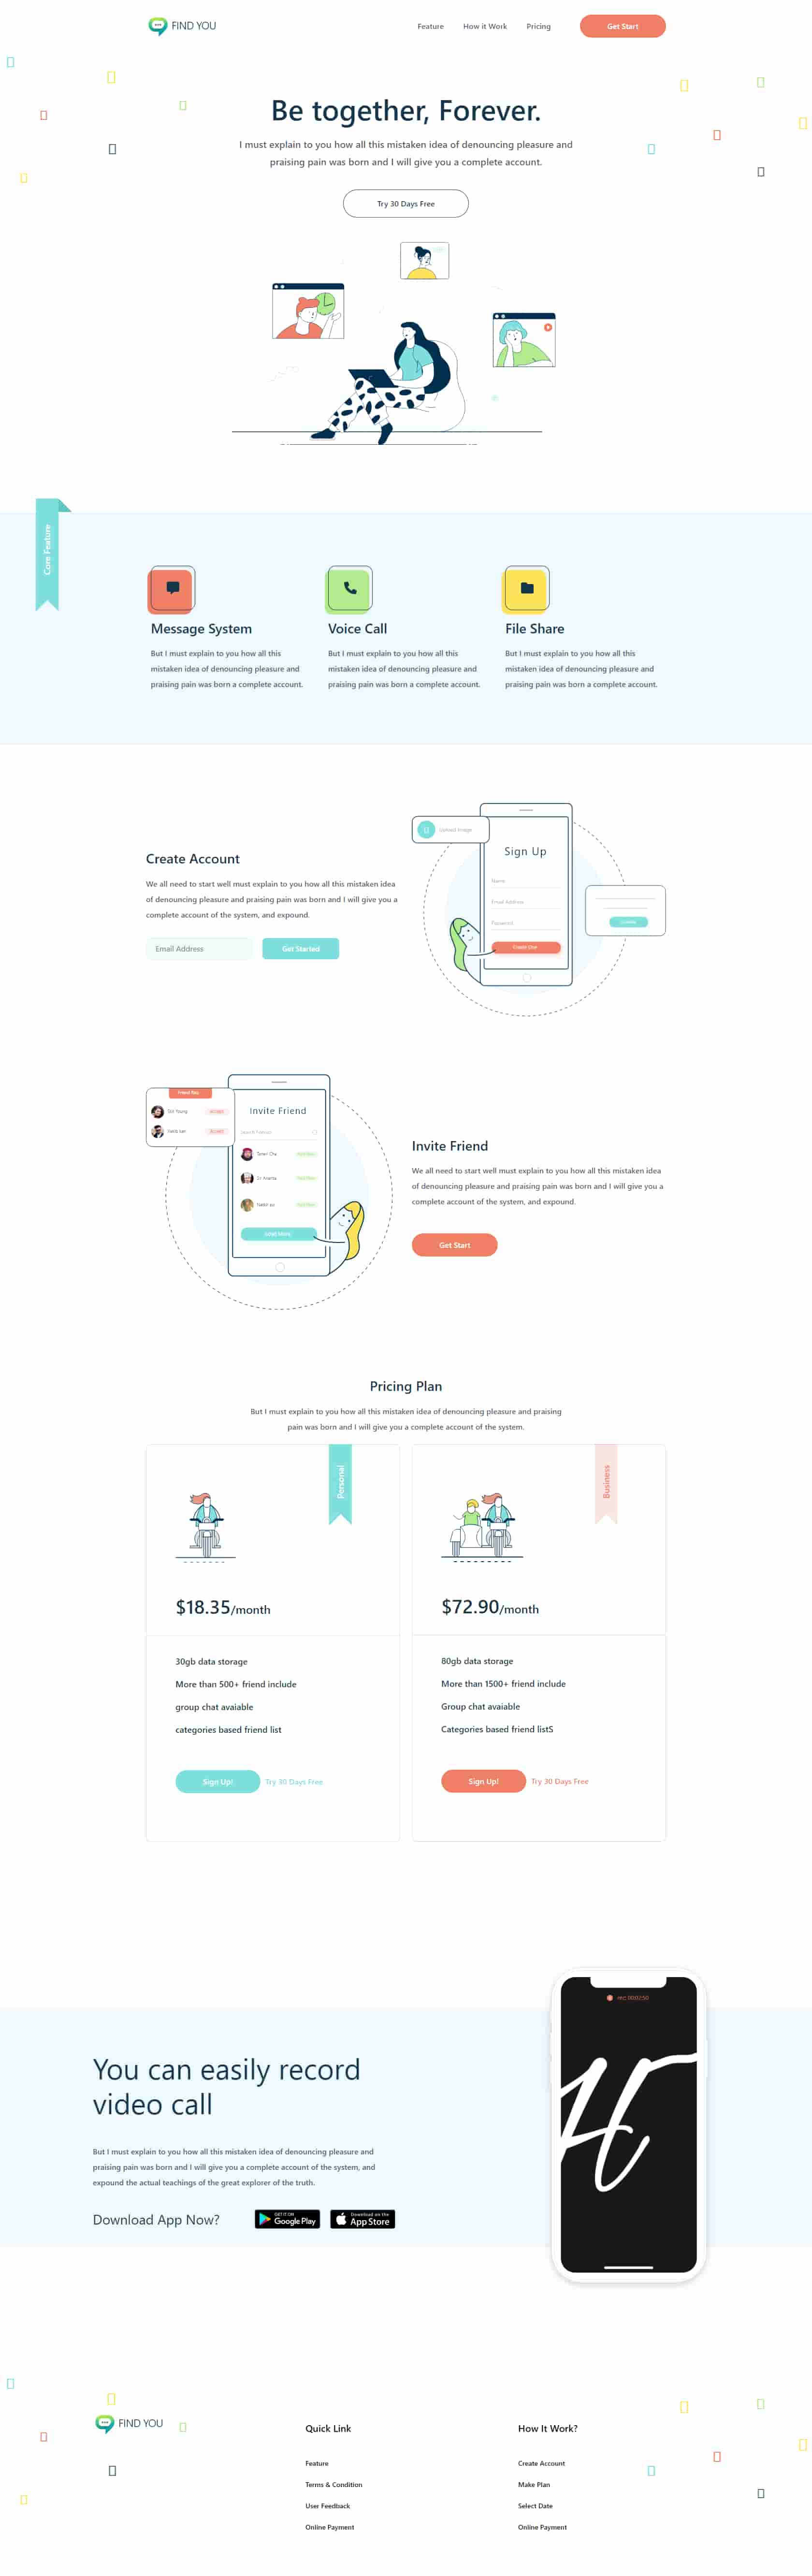 FIND YOU
Feature How it Work Pricing Get Start
Be together, Forever.
I must explain to you how all this mistaken idea of denouncing pleasure and
praising pain was born and I will give you a complete account.
Try 30 Days Free
Core Feature
Message System
But I must explain to you how all this
mistaken idea of denouncing pleasure and
praising pain was born a complete account.
Voice Call
But I must explain to you how all this
mistaken idea of denouncing pleasure and
praising pain was born a complete account.
File Share
But I must explain to you how all this
mistaken idea of denouncing pleasure and
praising pain was born a complete account.
Create Account
We all need to start well must explain to you how all this mistaken idea
of denouncing pleasure and praising pain was born and I will give you a
complete account of the system, and expound.
Email Address Get Started
Sign Up
Name
Email Address
Password
Invite Friend
Invite Friend
We all need to start well must explain to you how all this mistaken idea
of denouncing pleasure and praising pain was born and I will give you a
complete account of the system, and expound.
Get Start
Pricing Plan
But I must explain to you how all this mistaken idea of denouncing pleasure and praising
pain was born and I will give you a complete account of the system.
Personal
$18.35/month
30gb data storage
More than 500+ friend include
group chat avaiable
categories based friend list
Sign Up! Try 30 Days Free
Business
$72.90/month
80gb data storage
More than 1500+ friend include
Group chat avaiable
Categories based friend listS
Sign Up! Try 30 Days Free
You can easily record
video call
But I must explain to you how all this mistaken idea of denouncing pleasure and
praising pain was born and I will give you a complete account of the system, and
expound the actual teachings of the great explorer of the truth.
Download App Now?
GET IT ON
Google Play
Download on the
App Store
rec 00:02:50
FIND YOU
Quick Link
Feature
Terms & Condition
User Feedback
Online Payment
How It Work?
Create Account
Make Plan
Select Date
Online Payment